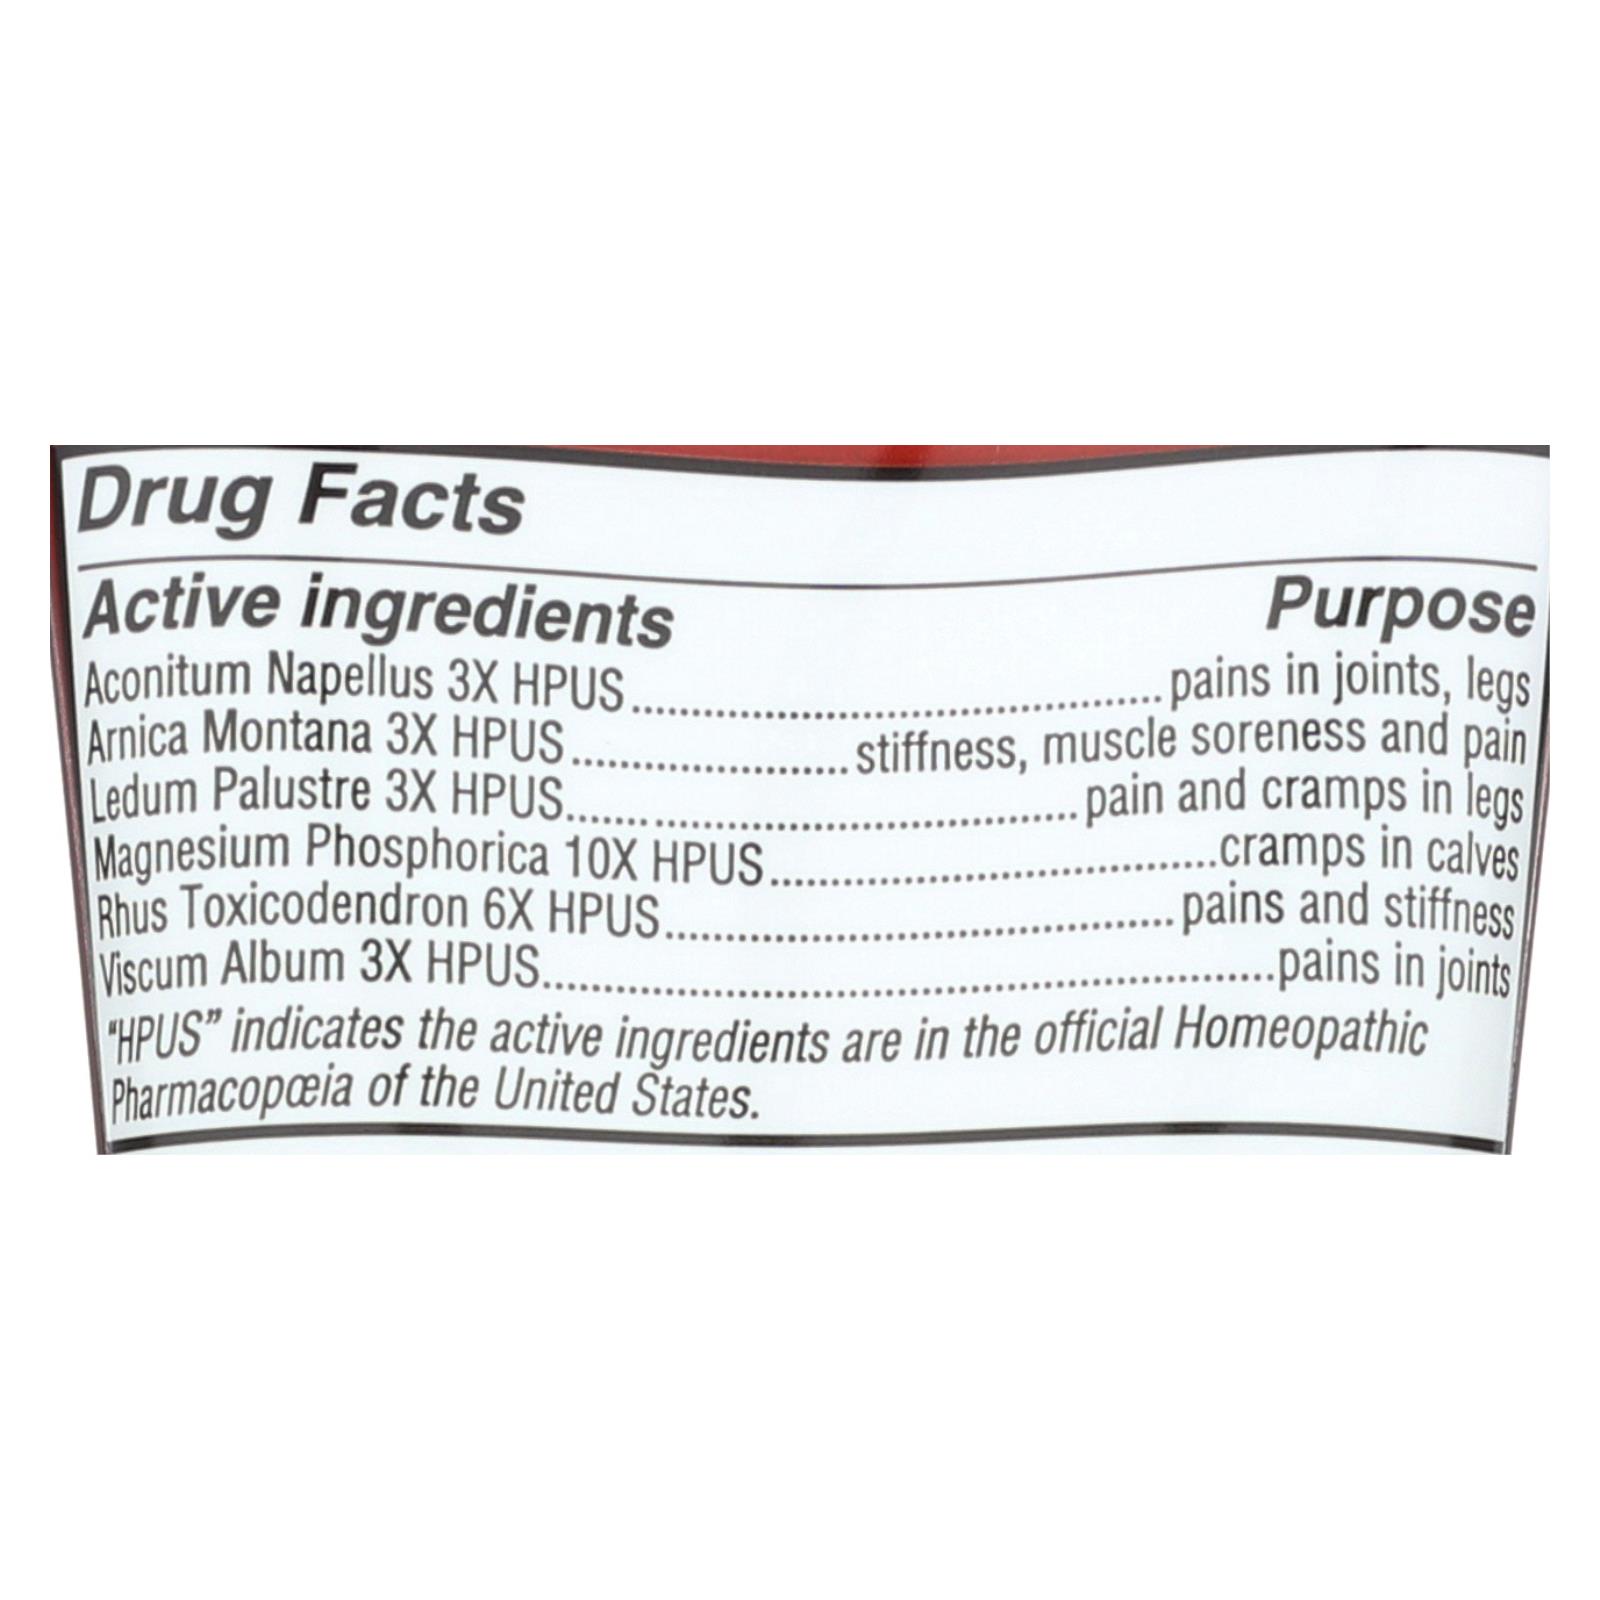 Drug Facts
Active ingredients Purpose
Aconitum Napellus 3X HPUS........................................pains in joints, legs
Arnica Montana 3X HPUS.....................stiffness, muscle soreness and pain
Ledum Palustre 3X HPUS.......................................pain and cramps in legs
Magnesium Phosphorica 10X HPUS..................................cramps in calves
Rhus Toxicodendron 6X HPUS.......................................pains and stiffness
Viscum Album 3X HPUS........................................................pains in joints
“HPUS” indicates the active ingredients are in the official Homeopathic
Pharmacopœia of the United States.